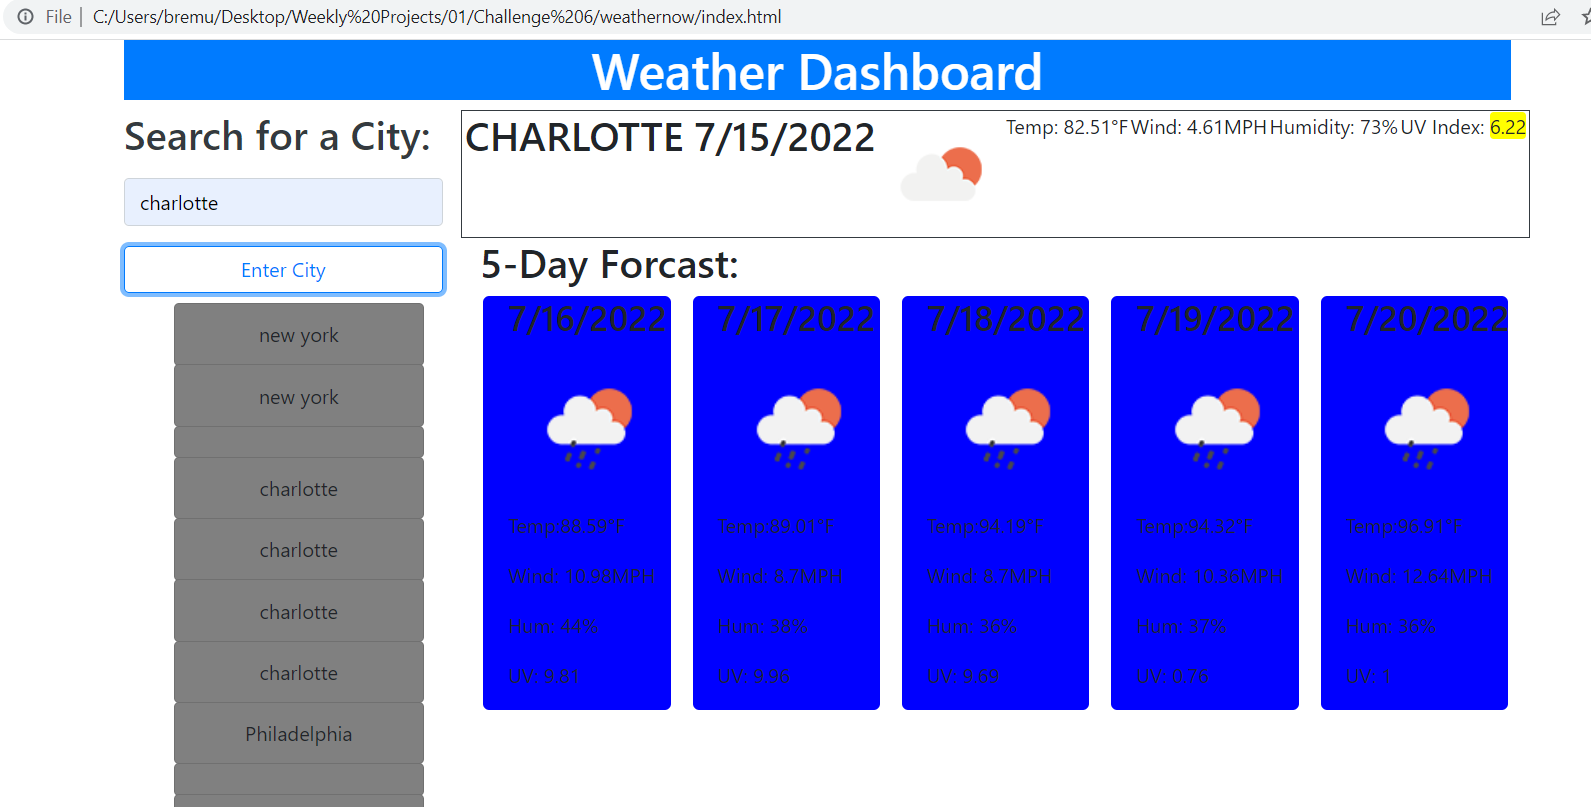 File | C:/Users/bremu/Desktop/Weekly%20Projects/01/Challenge%206/weathernow/index.html
Weather Dashboard
Search for a City:
charlotte
Enter City
new york
new york
charlotte
charlotte
charlotte
charlotte
Philadelphia
CHARLOTTE 7/15/2022
Temp: 82.51°F Wind: 4.61MPH Humidity: 73% UV Index: 6.22
5-Day Forcast:
7/16/2022
Temp:88.59°F
Wind: 10.98MPH
Hum: 44%
UV: 9.81
7/17/2022
Temp:89.01°F
Wind: 8.7MPH
Hum: 38%
UV: 9.96
7/18/2022
Temp:94.19°F
Wind: 8.7MPH
Hum: 36%
UV: 9.69
7/19/2022
Temp:94.32°F
Wind: 10.36MPH
Hum: 37%
UV: 0.76
7/20/2022
Temp:96.91°F
Wind: 12.64MPH
Hum: 36%
UV: 1